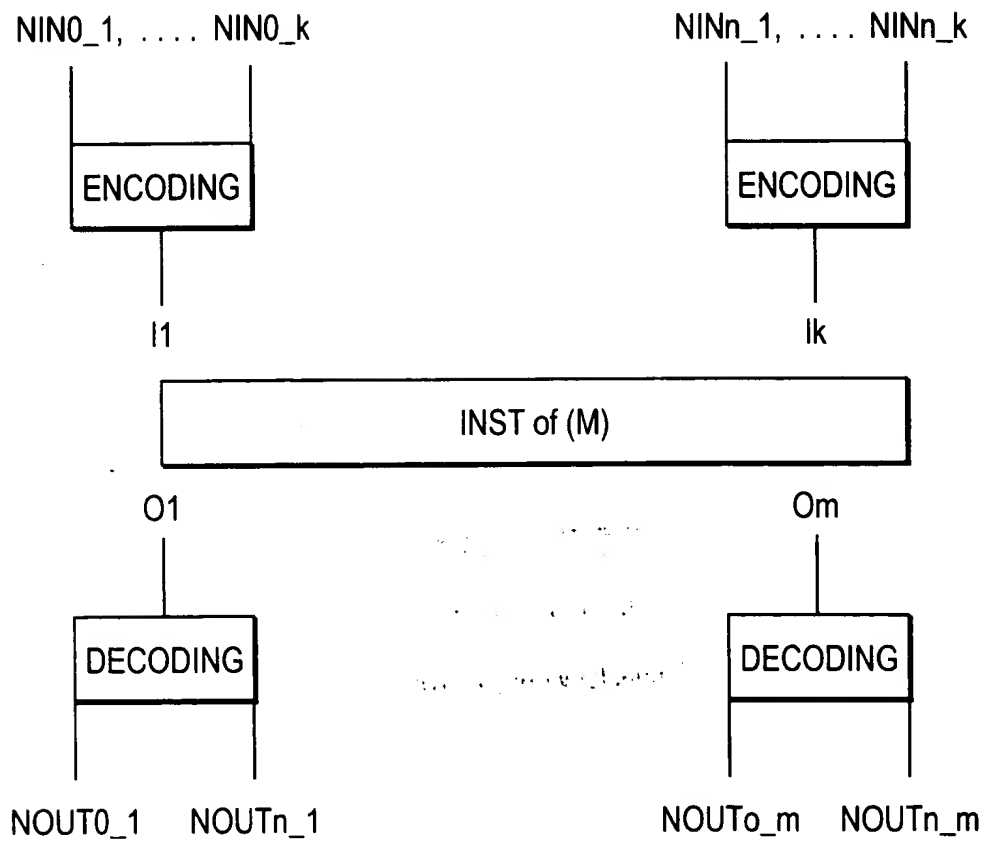 NIN0_1, .... NIN0_k NINn_1, .... NINn_k
ENCODING ENCODING
I1 Ik
INST of (M)
O1 Om
DECODING DECODING
NOUT0_1 NOUTn_1 NOUTo_m NOUTn_m